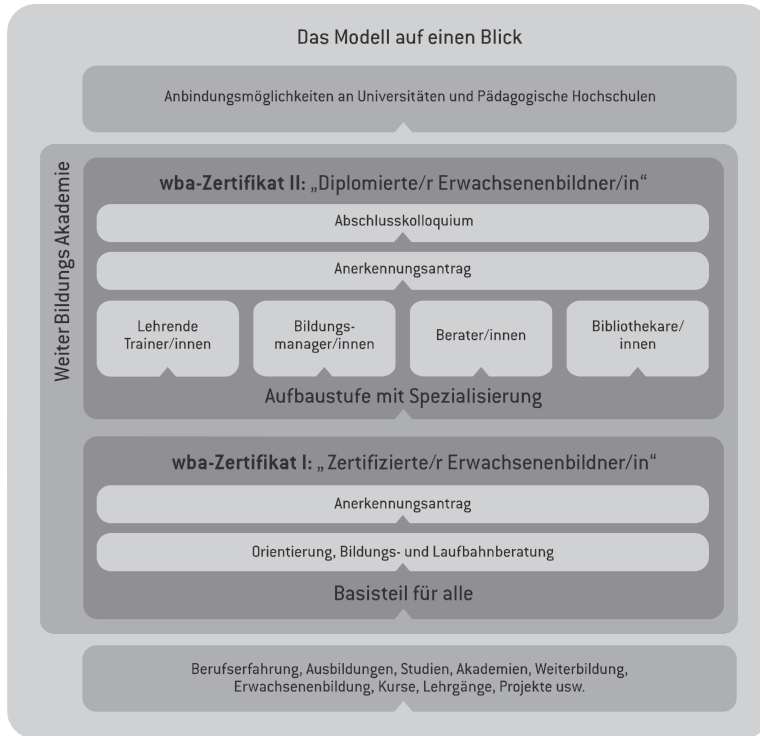 Das Modell auf einen Blick
Anbindungsmöglichkeiten an Universitäten und Pädagogische Hochschulen
Weiter Bildungs Akademie
wba-Zertifikat II: „Diplomierte/r Erwachsenenbildner/in“
Abschlusskolloquium
Anerkennungsantrag
Lehrende
Trainer/innen
Bildungs-
manager/innen
Berater/innen
Bibliothekare/
innen
Aufbaustufe mit Spezialisierung
wba-Zertifikat I: „Zertifizierte/r Erwachsenenbildner/in“
Anerkennungsantrag
Orientierung, Bildungs- und Laufbahnberatung
Basisteil für alle
Berufserfahrung, Ausbildungen, Studien, Akademien, Weiterbildung,
Erwachsenenbildung, Kurse, Lehrgänge, Projekte usw.